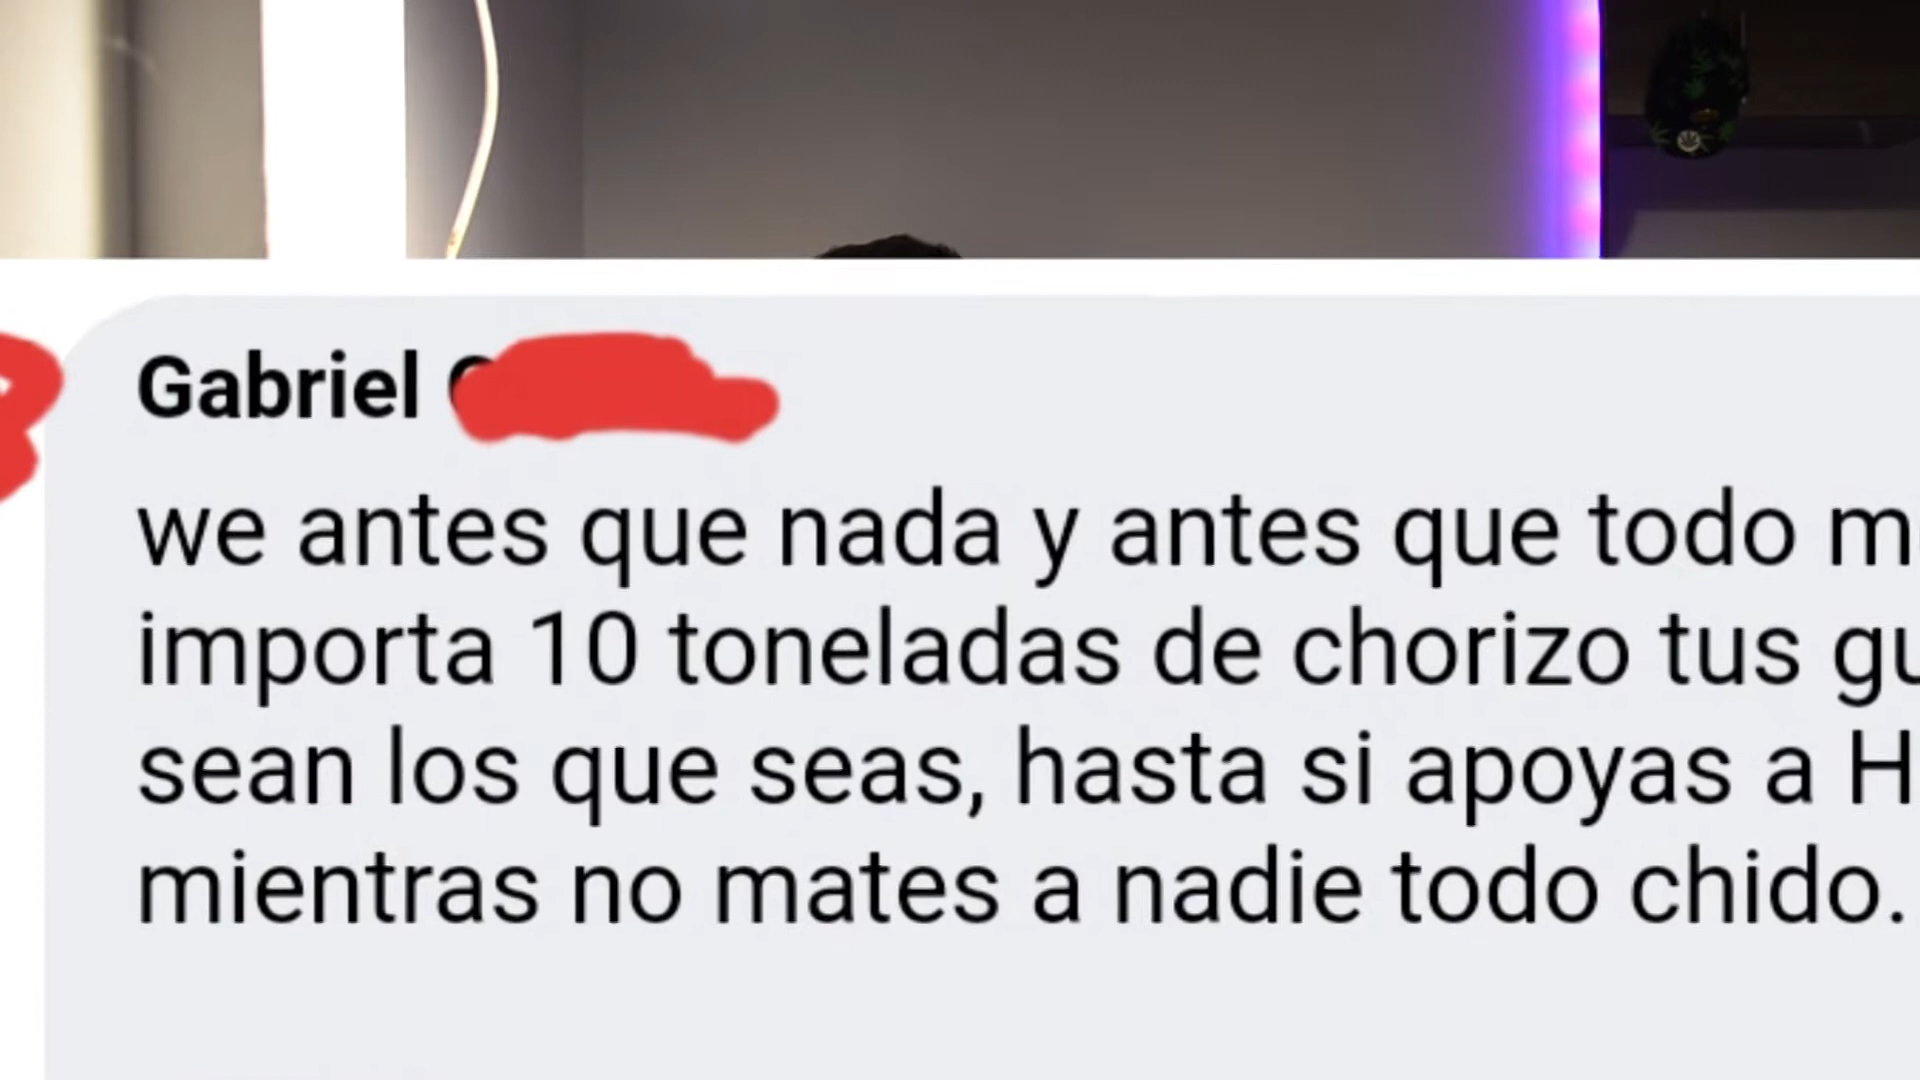 Gabriel
we antes que nada y antes que todo
importa 10 toneladas de chorizo tus
sean los que seas, hasta si apoyas a
mientras no mates a nadie todo chido.